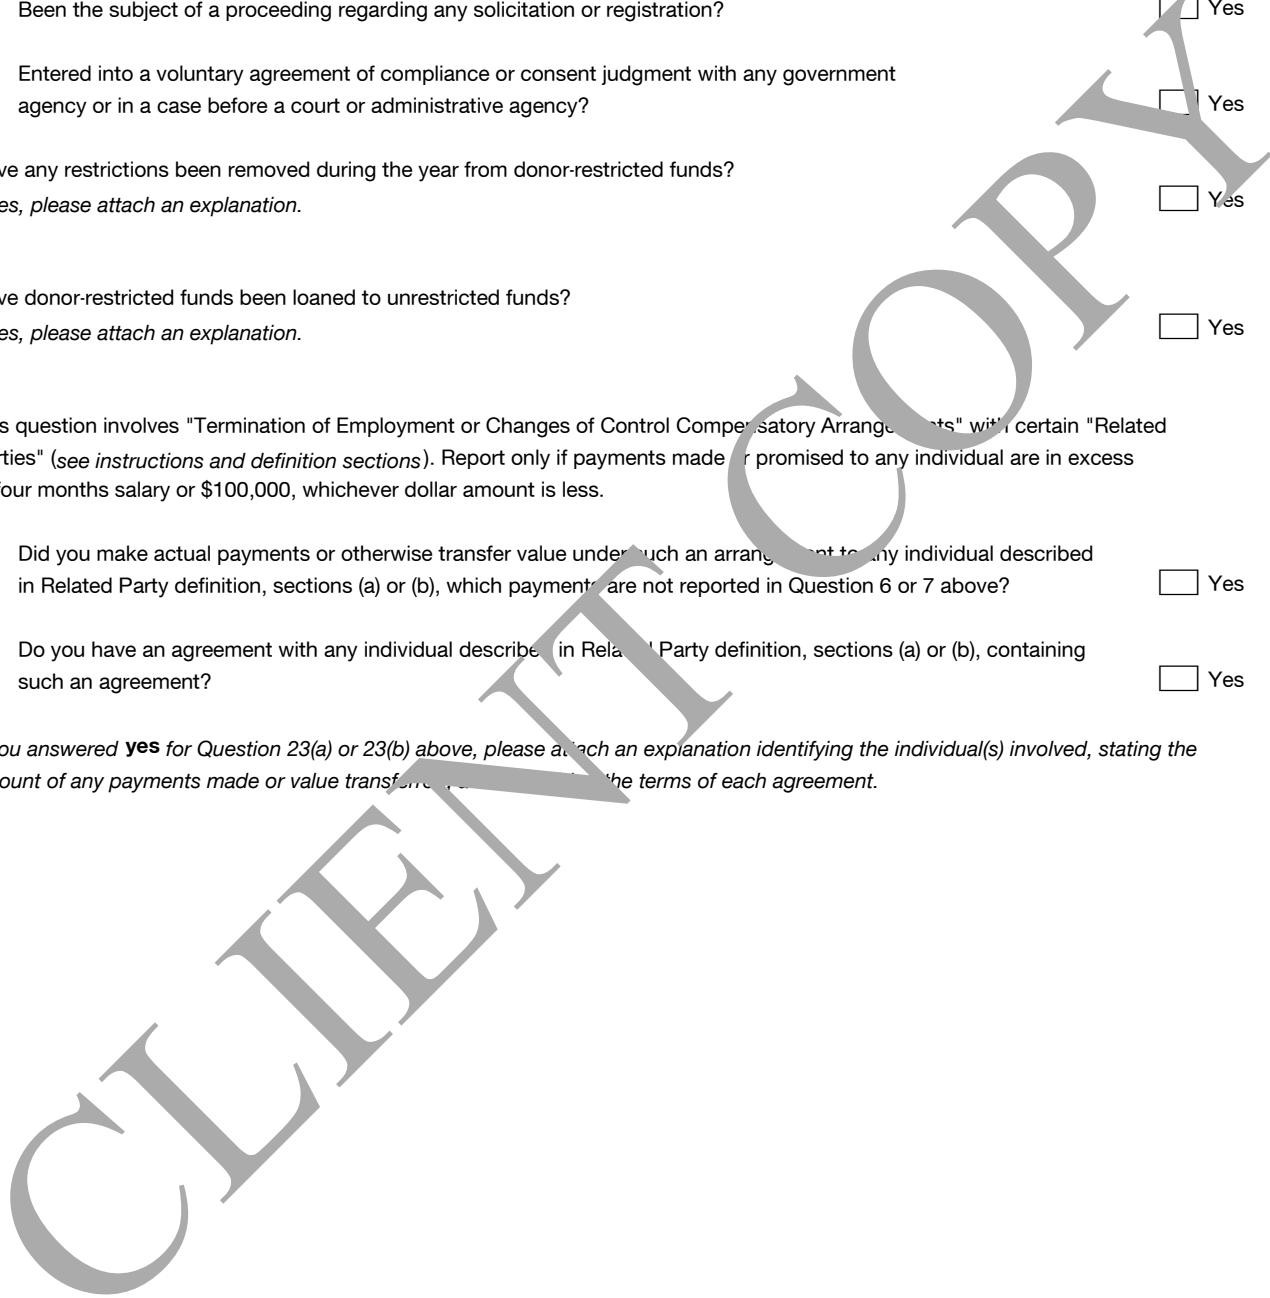 Been the subject of a proceeding regarding any solicitation or registration? Yes
Entered into a voluntary agreement of compliance or consent judgment with any government
agency or in a case before a court or administrative agency? Yes
ve any restrictions been removed during the year from donor-restricted funds?
es, please attach an explanation. Yes
ve donor-restricted funds been loaned to unrestricted funds?
es, please attach an explanation. Yes
s question involves "Termination of Employment or Changes of Control Compensatory Arrangements" with certain "Related
rties" (see instructions and definition sections). Report only if payments made or promised to any individual are in excess
four months salary or $100,000, whichever dollar amount is less.
Did you make actual payments or otherwise transfer value under such an arrangement to any individual described
in Related Party definition, sections (a) or (b), which payments are not reported in Question 6 or 7 above? Yes
Do you have an agreement with any individual described in Related Party definition, sections (a) or (b), containing
such an agreement? Yes
ou answered yes for Question 23(a) or 23(b) above, please attach an explanation identifying the individual(s) involved, stating the
ount of any payments made or value transferred, the terms of each agreement.
CLIENT COPY